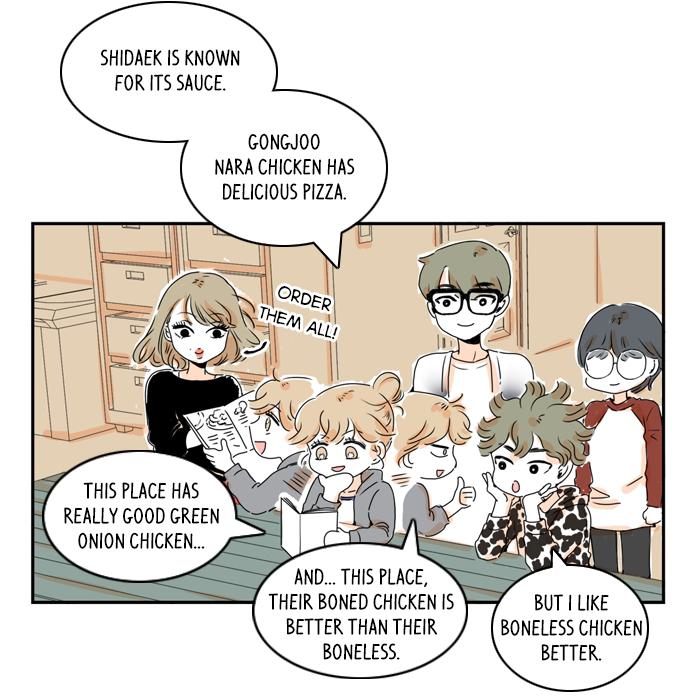 SHIDAEK IS KNOWN
FOR ITS SAUCE.
GONGJOO
NARA CHICKEN HAS
DELICIOUS PIZZA.
ORDER
THEM ALL!
THIS PLACE HAS
REALLY GOOD GREEN
ONION CHICKEN...
AND... THIS PLACE,
THEIR BONED CHICKEN IS
BETTER THAN THEIR
BONELESS.
BUT I LIKE
BONELESS CHICKEN
BETTER.